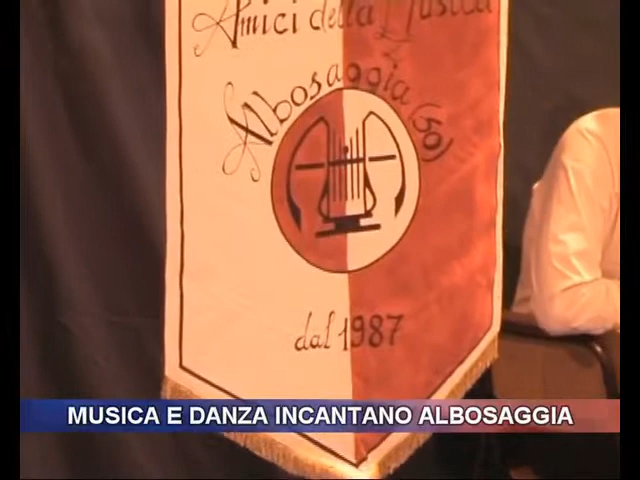 Amici della Musica
Albosaggia (SO)
dal 1987
MUSICA E DANZA INCANTANO ALBOSAGGIA